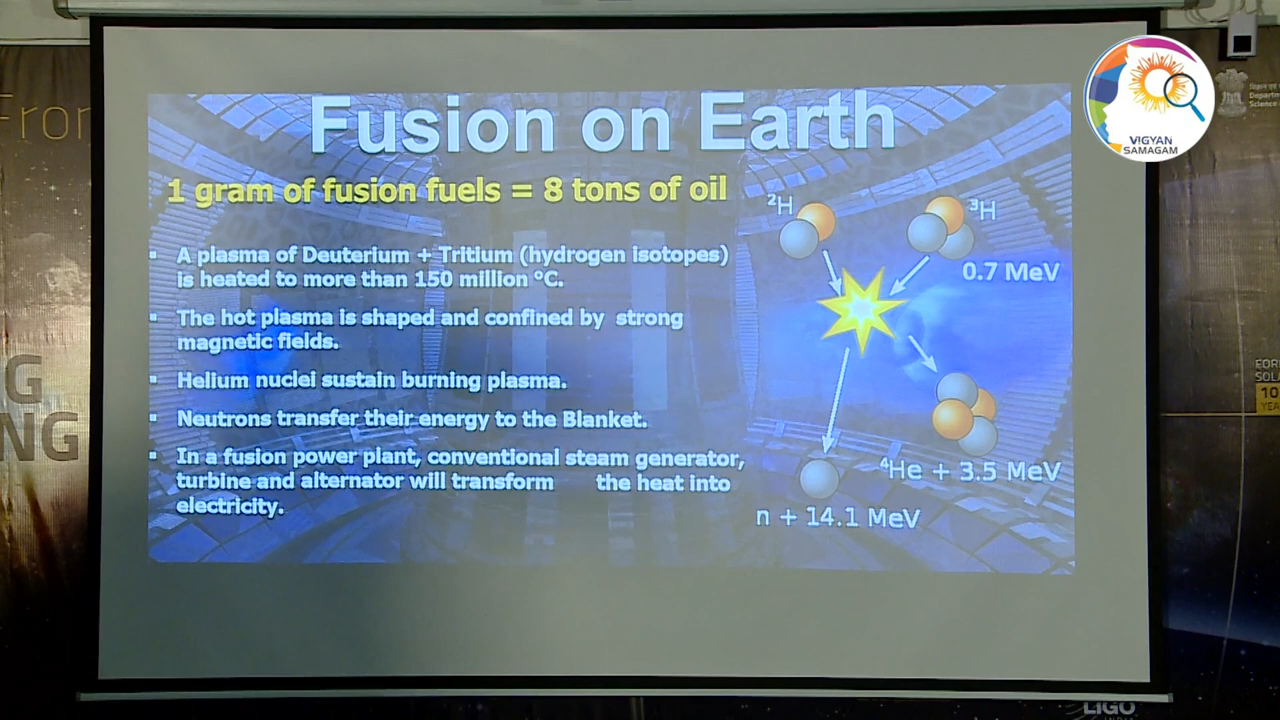 From
VIGYAN
SAMAGAM
Fusion on Earth
1 gram of fusion fuels = 8 tons of oil
▪ A plasma of Deuterium + Tritium (hydrogen isotopes)
is heated to more than 150 million °C.
▪ The hot plasma is shaped and confined by strong
magnetic fields.
▪ Helium nuclei sustain burning plasma.
▪ Neutrons transfer their energy to the Blanket.
▪ In a fusion power plant, conventional steam generator,
turbine and alternator will transform the heat into
electricity.
²H
³H
0.7 MeV
⁴He + 3.5 MeV
n + 14.1 MeV
G
NG
10
LIGO